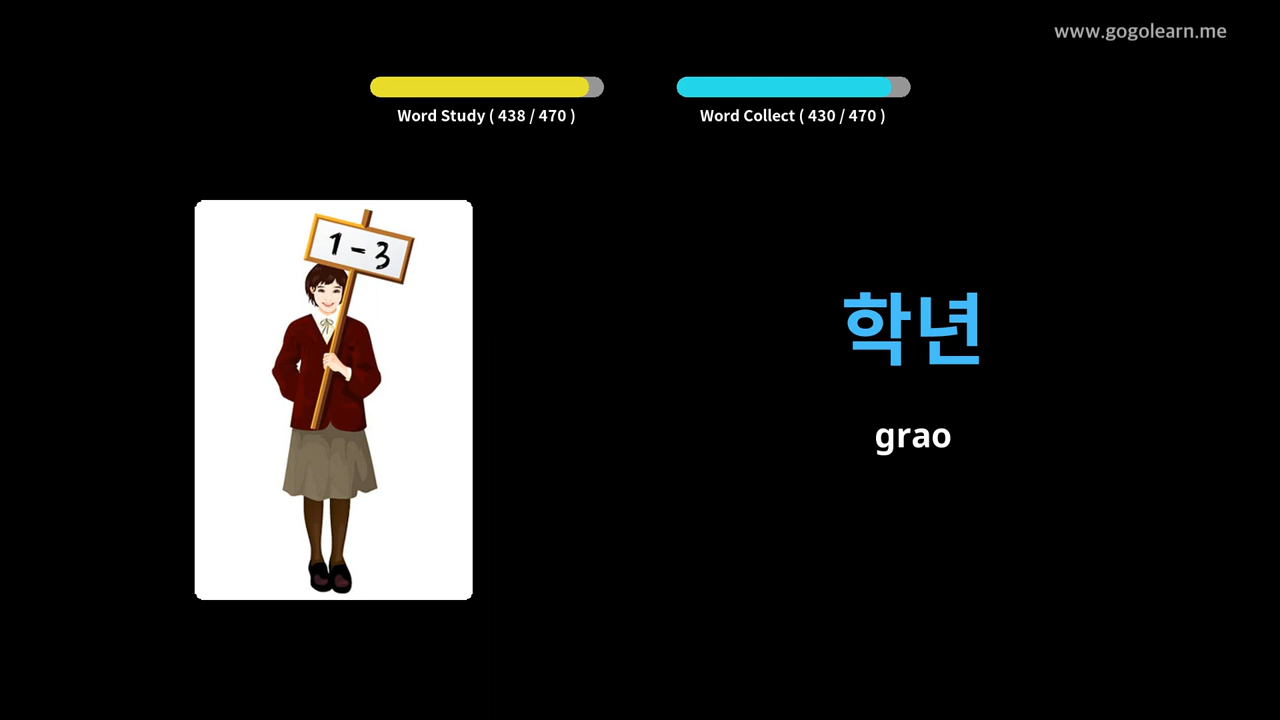 www.gogolearn.me
Word Study ( 438 / 470 )
Word Collect ( 430 / 470 )
1 - 3
학년
grao